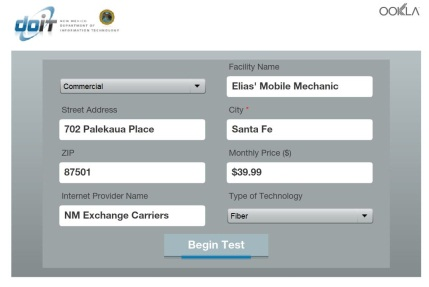 doit
NEW MEXICO
DEPARTMENT OF
INFORMATION TECHNOLOGY
OOKLA
Facility Name
Commercial
Elias' Mobile Mechanic
Street Address
City *
702 Palekaua Place
Santa Fe
ZIP
Monthly Price ($)
87501
$39.99
Internet Provider Name
Type of Technology
NM Exchange Carriers
Fiber
Begin Test